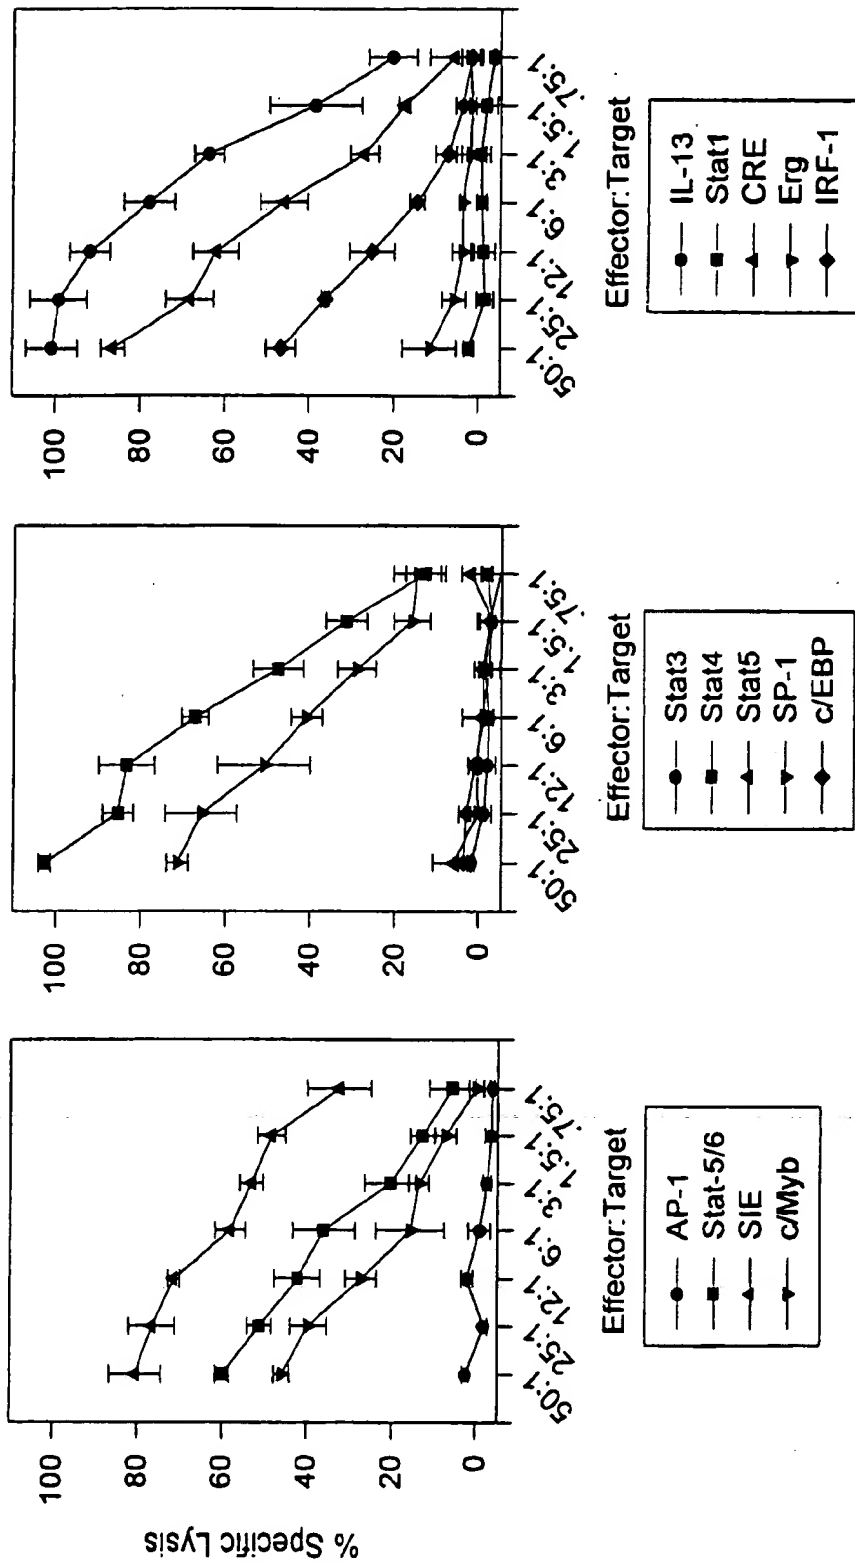 % Specific Lysis
100
80
60
40
20
0
50:1
25:1
12:1
6:1
3:1
1.5:1
.75:1
Effector:Target
AP-1
Stat-5/6
SIE
c/Myb
100
80
60
40
20
0
50:1
25:1
12:1
6:1
3:1
1.5:1
.75:1
Effector:Target
Stat3
Stat4
Stat5
SP-1
c/EBP
100
80
60
40
20
0
50:1
25:1
12:1
6:1
3:1
1.5:1
.75:1
Effector:Target
IL-13
Stat1
CRE
Erg
IRF-1